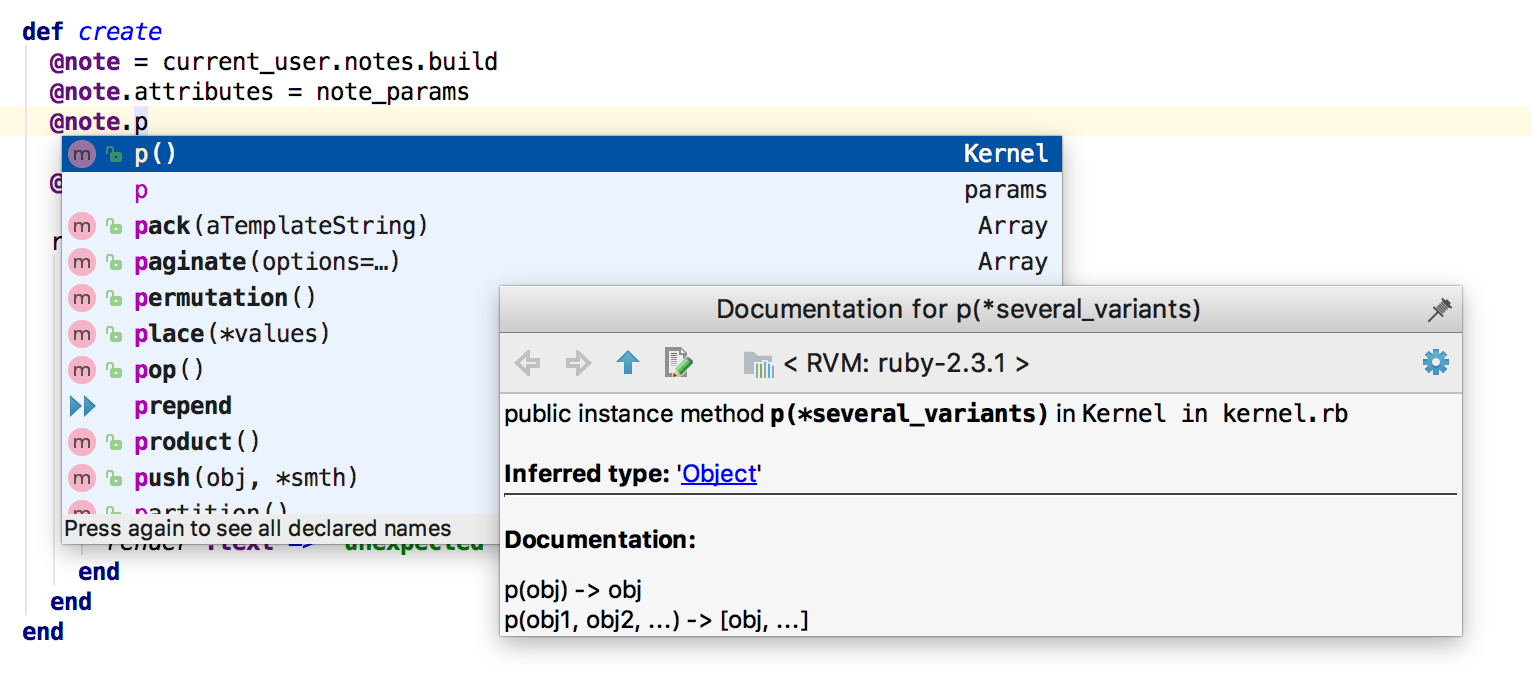 def create
@note = current_user.notes.build
@note.attributes = note_params
@note.p
m p() Kernel
@
p params
m pack(aTemplateString) Array
r
m paginate(options=…) Array
m permutation()
m place(*values)
m pop()
prepend
m product()
m push(obj, *smth)
m partition()
Press again to see all declared names
render :text => "unexpected
end
end
end
Documentation for p(*several_variants)
< RVM: ruby-2.3.1 >
public instance method p(*several_variants) in Kernel in kernel.rb
Inferred type: 'Object'
Documentation:
p(obj) -> obj
p(obj1, obj2, ...) -> [obj, ...]